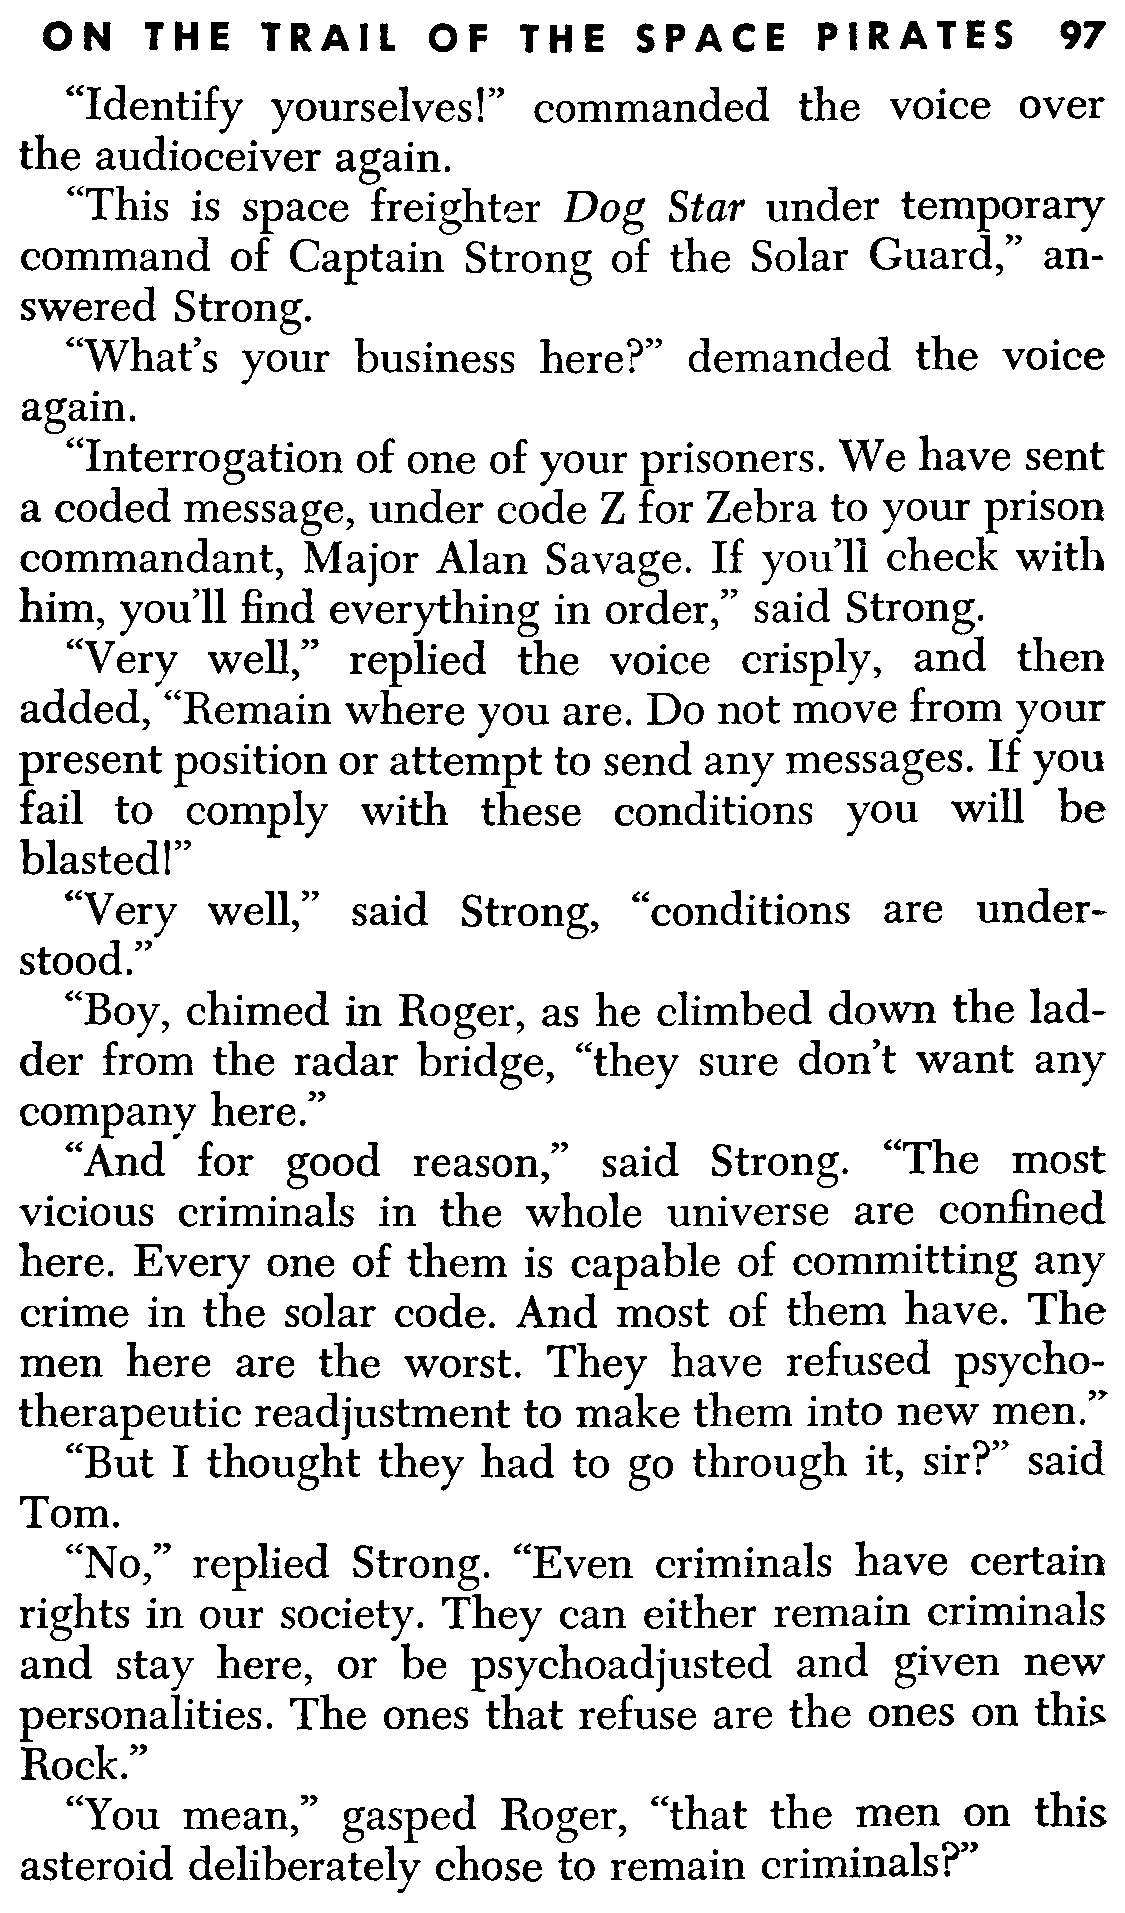 ON THE TRAIL OF THE SPACE PIRATES 97
“Identify yourselves!” commanded the voice over
the audioceiver again.
“This is space freighter Dog Star under temporary
command of Captain Strong of the Solar Guard,” an-
swered Strong.
“What’s your business here?” demanded the voice
again.
“Interrogation of one of your prisoners. We have sent
a coded message, under code Z for Zebra to your prison
commandant, Major Alan Savage. If you’ll check with
him, you’ll find everything in order,” said Strong.
“Very well,” replied the voice crisply, and then
added, “Remain where you are. Do not move from your
present position or attempt to send any messages. If you
fail to comply with these conditions you will be
blasted!”
“Very well,” said Strong, “conditions are under-
stood.”
“Boy, chimed in Roger, as he climbed down the lad-
der from the radar bridge, “they sure don’t want any
company here.”
“And for good reason,” said Strong. “The most
vicious criminals in the whole universe are confined
here. Every one of them is capable of committing any
crime in the solar code. And most of them have. The
men here are the worst. They have refused psycho-
therapeutic readjustment to make them into new men.”
“But I thought they had to go through it, sir?” said
Tom.
“No,” replied Strong. “Even criminals have certain
rights in our society. They can either remain criminals
and stay here, or be psychoadjusted and given new
personalities. The ones that refuse are the ones on this
Rock.”
“You mean,” gasped Roger, “that the men on this
asteroid deliberately chose to remain criminals?”